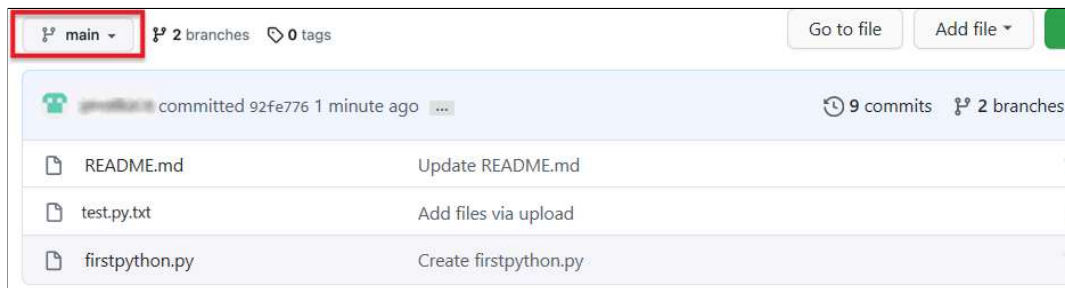 main 2 branches 0 tags Go to file Add file
committed 92fe776 1 minute ago ... 9 commits 2 branches
README.md Update README.md
test.py.txt Add files via upload
firstpython.py Create firstpython.py